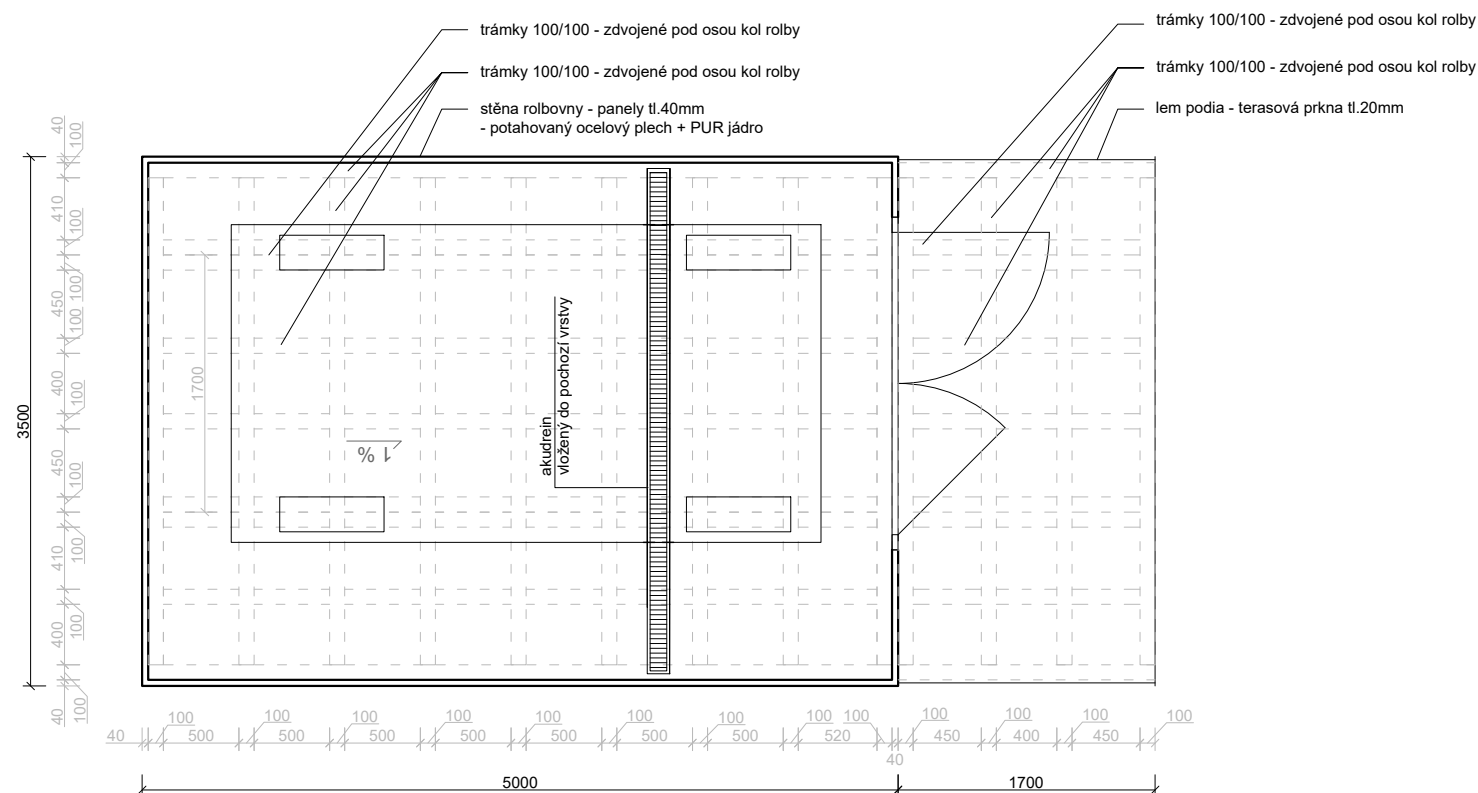 trámky 100/100 - zdvojené pod osou kol rolby
trámky 100/100 - zdvojené pod osou kol rolby
stěna rolbovny - panely tl.40mm
- potahovaný ocelový plech + PUR jádro
trámky 100/100 - zdvojené pod osou kol rolby
trámky 100/100 - zdvojené pod osou kol rolby
lem podia - terasová prkna tl.20mm
40
100
410
100
450
100
100
400
100
450
100
410
100
400
100
40
100
3500
1700
1 %
akudrein
vložený do pochozí vrstvy
100 100 100 100 100 100 100 100 100 100 100 100
40 500 500 500 500 500 500 500 520 450 400 450
40
5000 1700